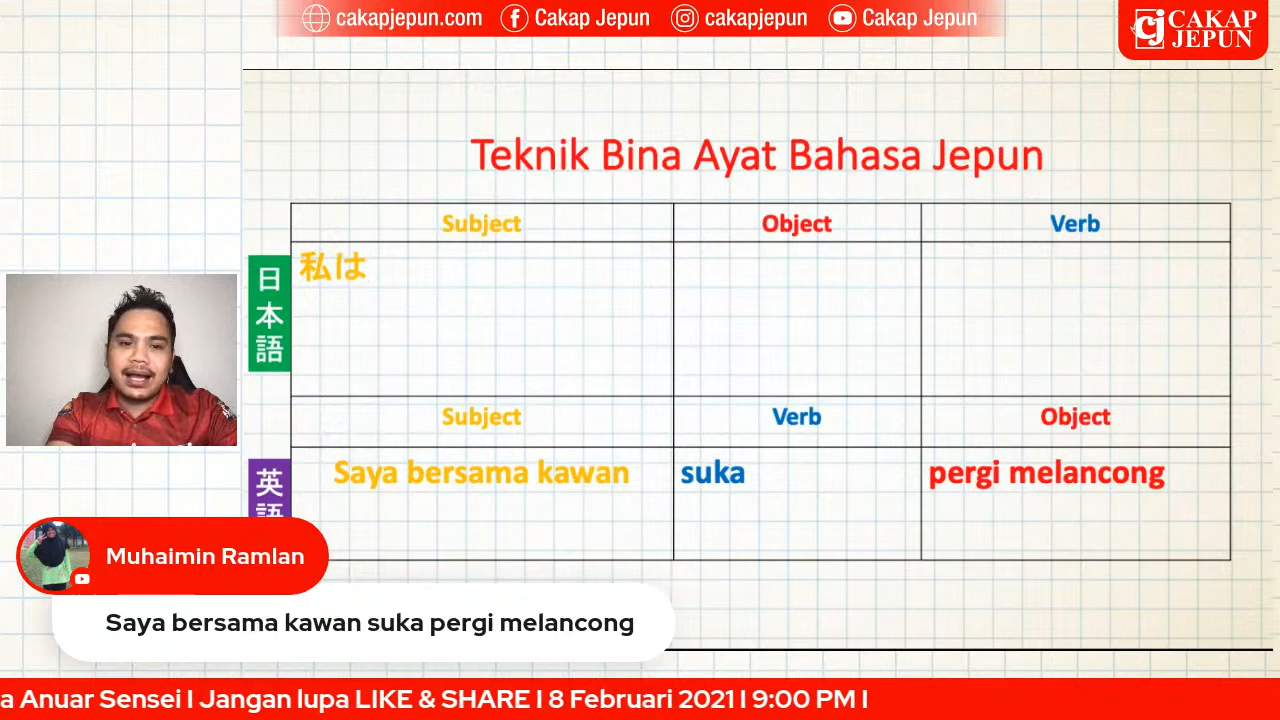 cakapjepun.com Cakap Jepun cakapjepun Cakap Jepun
CAKAP
JEPUN
Teknik Bina Ayat Bahasa Jepun
Subject Object Verb
日本語
私は
Subject Verb Object
英語
Saya bersama kawan suka pergi melancong
Muhaimin Ramlan
Saya bersama kawan suka pergi melancong
a Anuar Sensei I Jangan lupa LIKE & SHARE I 8 Februari 2021 I 9:00 PM I